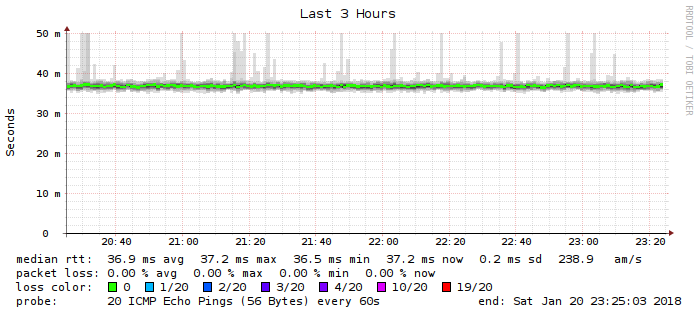 Last 3 Hours
RRDTOOL / TOBI OETIKER
Seconds
50 m
40 m
30 m
20 m
10 m
0
20:40 21:00 21:20 21:40 22:00 22:20 22:40 23:00 23:20
median rtt: 36.9 ms avg 37.2 ms max 36.5 ms min 37.2 ms now 0.2 ms sd 238.9 am/s
packet loss: 0.00 % avg 0.00 % max 0.00 % min 0.00 % now
loss color: 0 1/20 2/20 3/20 4/20 10/20 19/20
probe: 20 ICMP Echo Pings (56 Bytes) every 60s end: Sat Jan 20 23:25:03 2018